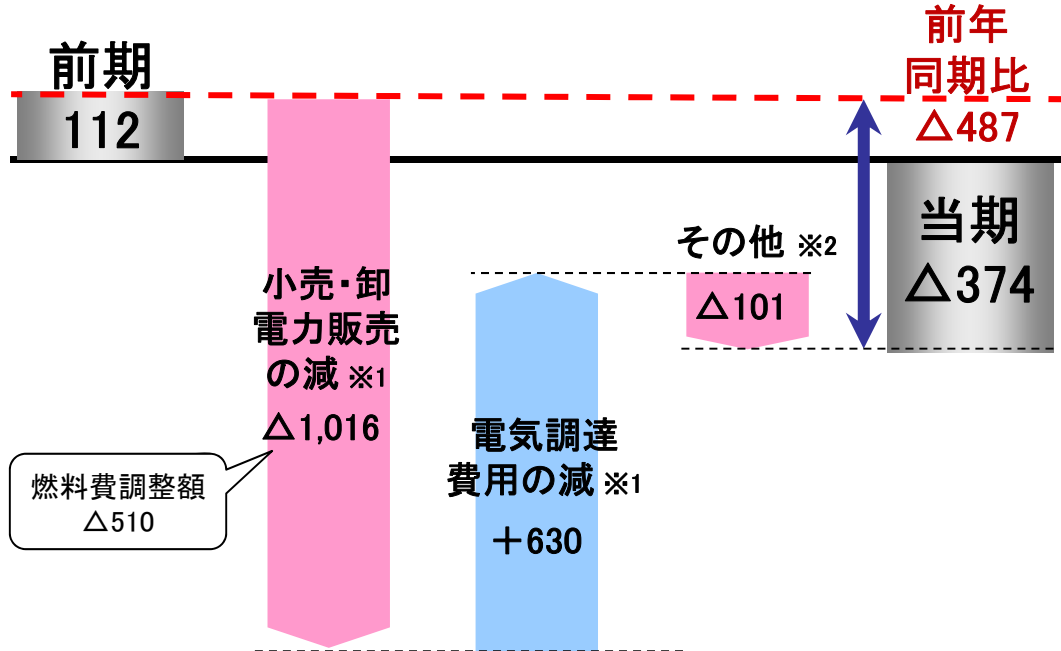 前期
112
前年
同期比
△487
当期
△374
その他 ※2
△101
小売・卸
電力販売
の減 ※1
△1,016
電気調達
費用の減 ※1
＋630
燃料費調整額
△510